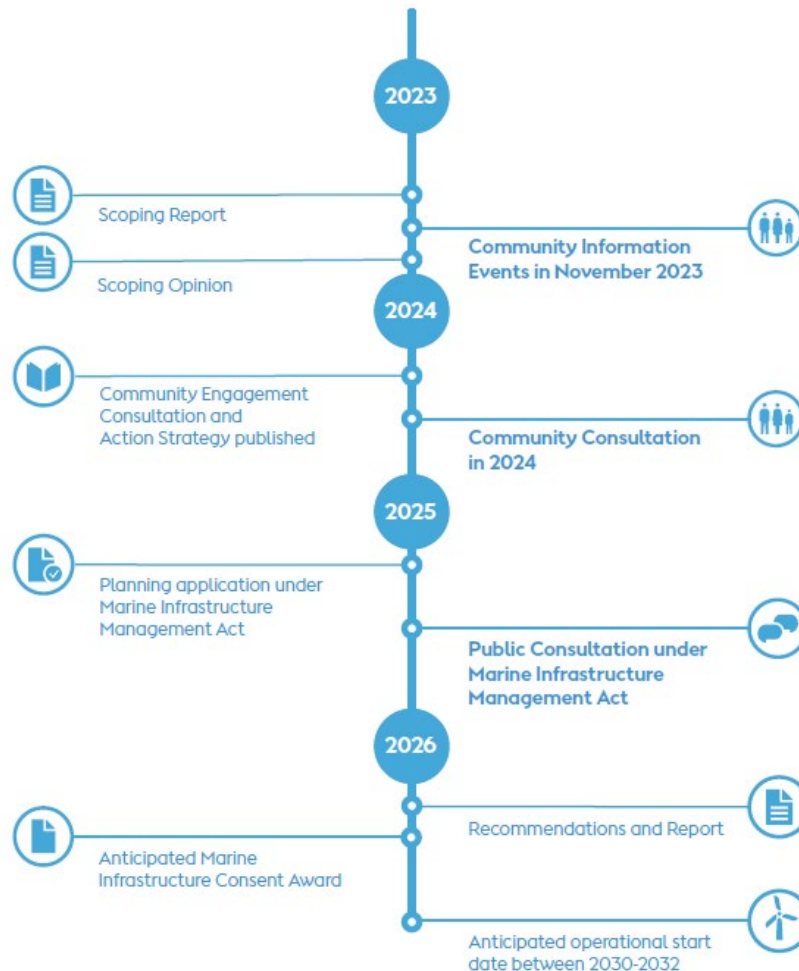 2023
Scoping Report
Community Information
Events in November 2023
Scoping Opinion
2024
Community Engagement
Consultation and
Action Strategy published
Community Consultation
in 2024
2025
Planning application under
Marine Infrastructure
Management Act
Public Consultation under
Marine Infrastructure
Management Act
2026
Recommendations and Report
Anticipated Marine
Infrastructure Consent Award
Anticipated operational start
date between 2030-2032